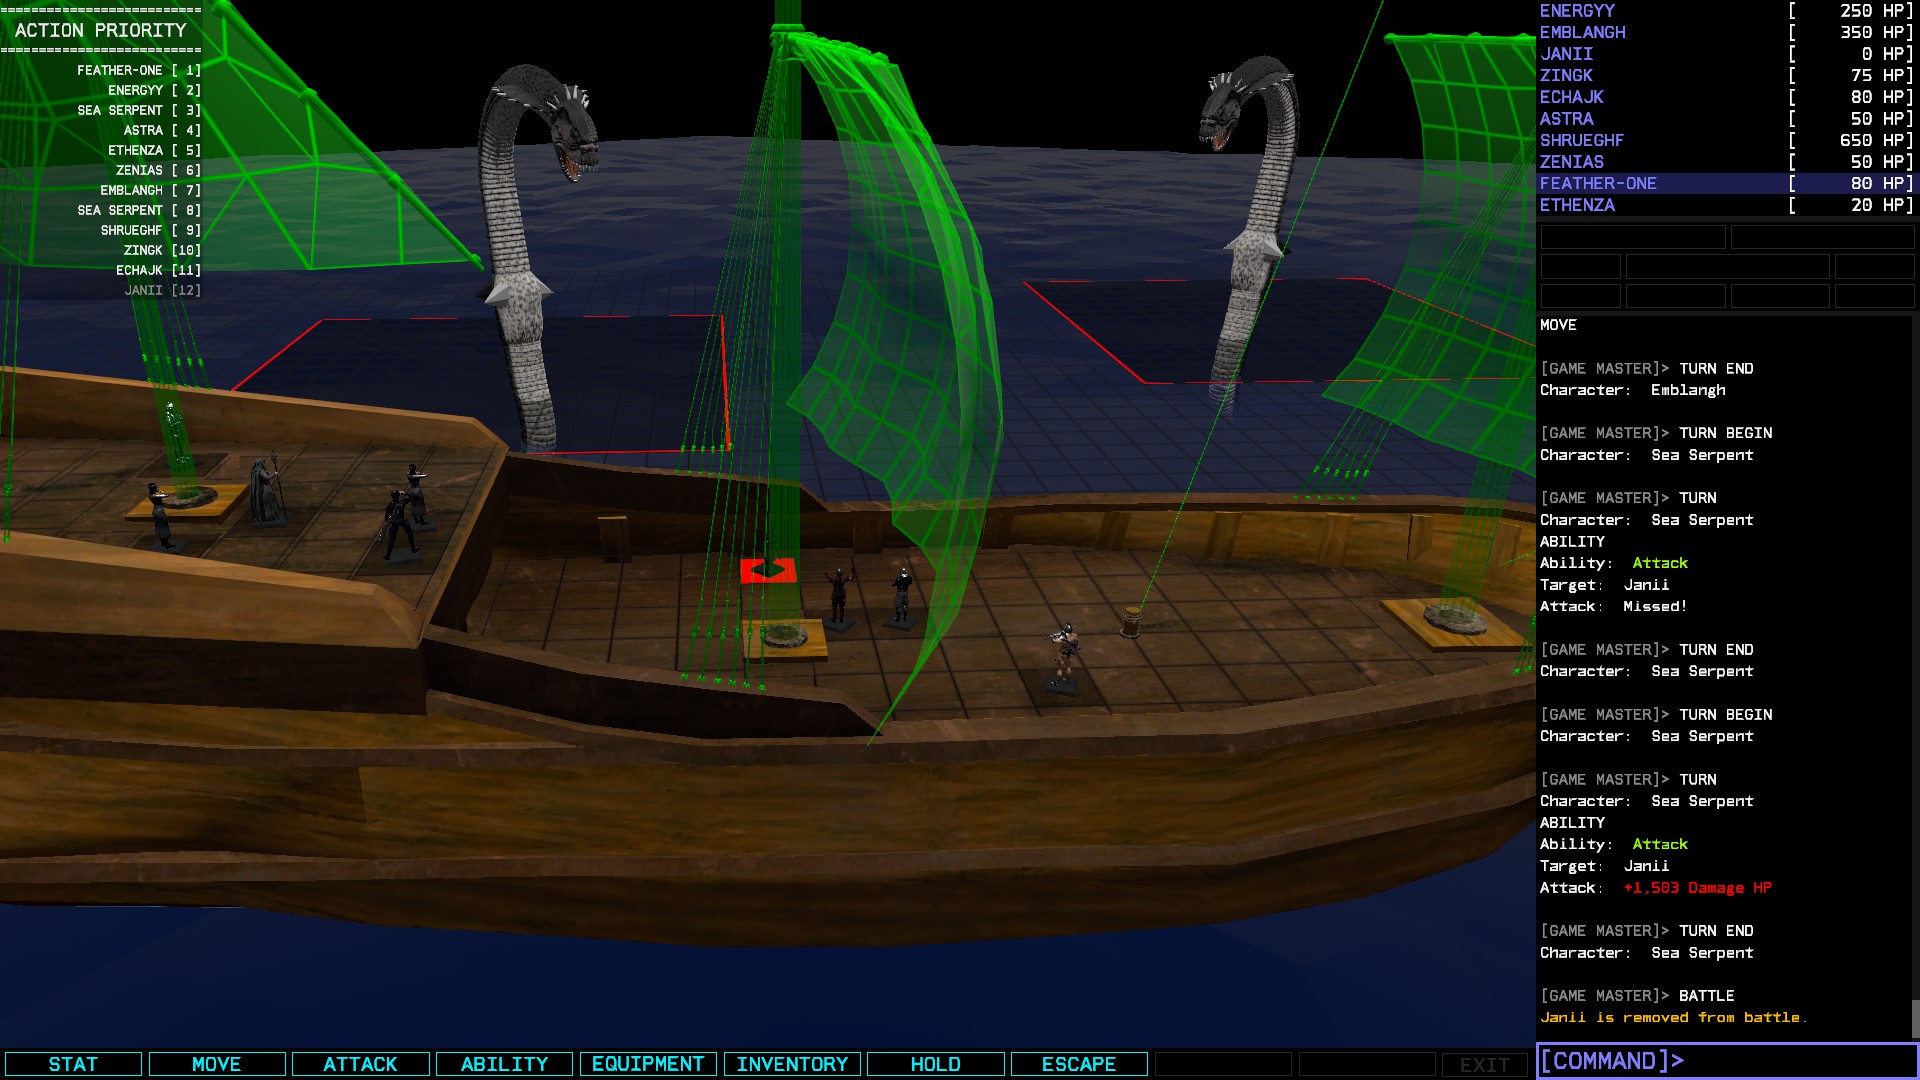 ACTION PRIORITY
FEATHER-ONE [ 1]
ENERGYY [ 2]
SEA SERPENT [ 3]
ASTRA [ 4]
ETHENZA [ 5]
ZENIAS [ 6]
EMBLANGH [ 7]
SEA SERPENT [ 8]
SHRUEGHF [ 9]
ZINGK [10]
ECHAJK [11]
JANII [12]
ENERGYY [ 250 HP]
EMBLANGH [ 350 HP]
JANII [ 0 HP]
ZINGK [ 75 HP]
ECHAJK [ 80 HP]
ASTRA [ 50 HP]
SHRUEGHF [ 650 HP]
ZENIAS [ 50 HP]
FEATHER-ONE [ 80 HP]
ETHENZA [ 20 HP]
MOVE
[GAME MASTER]> TURN END
Character: Emblangh
[GAME MASTER]> TURN BEGIN
Character: Sea Serpent
[GAME MASTER]> TURN
Character: Sea Serpent
ABILITY
Ability: Attack
Target: Janii
Attack: Missed!
[GAME MASTER]> TURN END
Character: Sea Serpent
[GAME MASTER]> TURN BEGIN
Character: Sea Serpent
[GAME MASTER]> TURN
Character: Sea Serpent
ABILITY
Ability: Attack
Target: Janii
Attack: +1,503 Damage HP
[GAME MASTER]> TURN END
Character: Sea Serpent
[GAME MASTER]> BATTLE
Janii is removed from battle.
STAT MOVE ATTACK ABILITY EQUIPMENT INVENTORY HOLD ESCAPE EXIT
[COMMAND]>